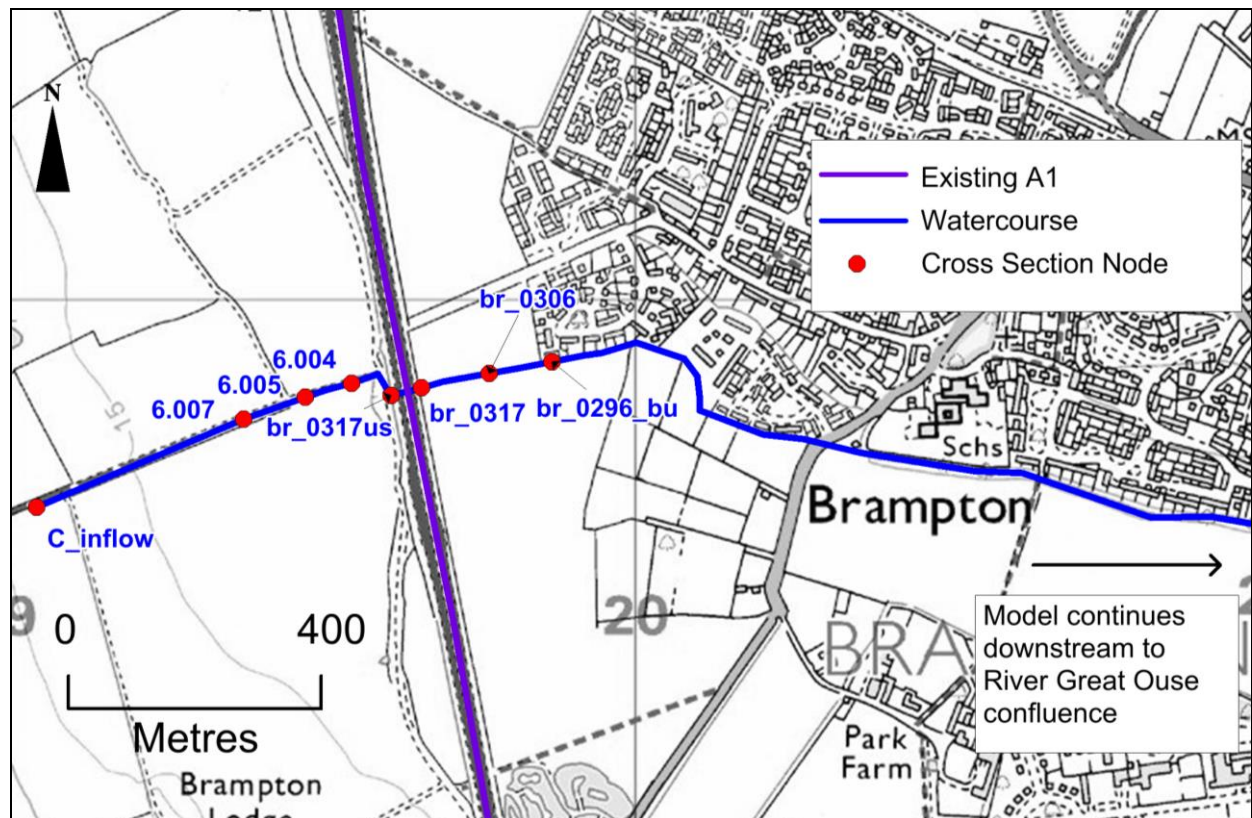 N
Existing A1
Watercourse
Cross Section Node
br_0306
6.004
6.005
6.007
br_0317us
br_0317
br_0296_bu
C_inflow
15
Schs
Brampton
9
0
400
20
Metres
BRA
Model continues
downstream to
River Great Ouse
confluence
Park
Farm
Brampton